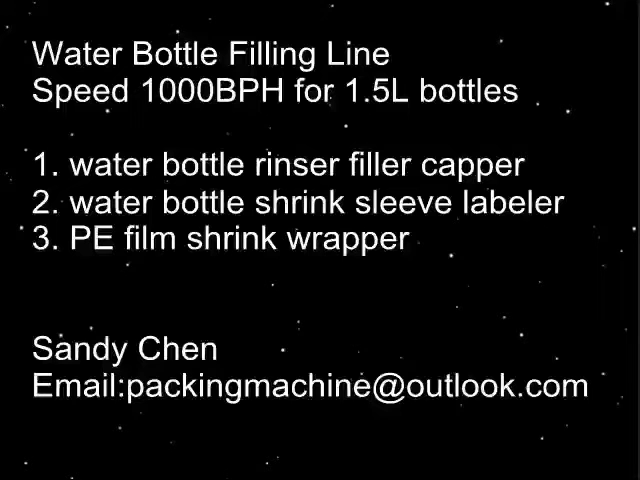 Water Bottle Filling Line
Speed 1000BPH for 1.5L bottles
1. water bottle rinser filler capper
2. water bottle shrink sleeve labeler
3. PE film shrink wrapper
Sandy Chen
Email:packingmachine@outlook.com